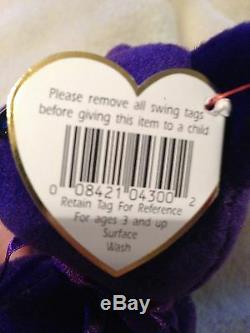 Please remove all swing tags
before giving this item to a child
0 08421 04300 2
Retain Tag For Reference
For ages 3 and up
Surface
Wash